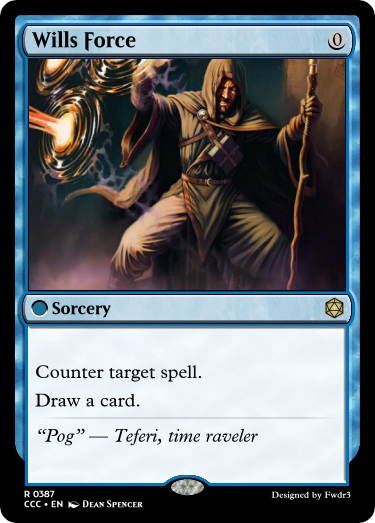 Wills Force 0
Sorcery
Counter target spell.
Draw a card.
“Pog” — Teferi, time raveler
R 0387
CCC • EN DEAN SPENCER
Designed by Fwdr3